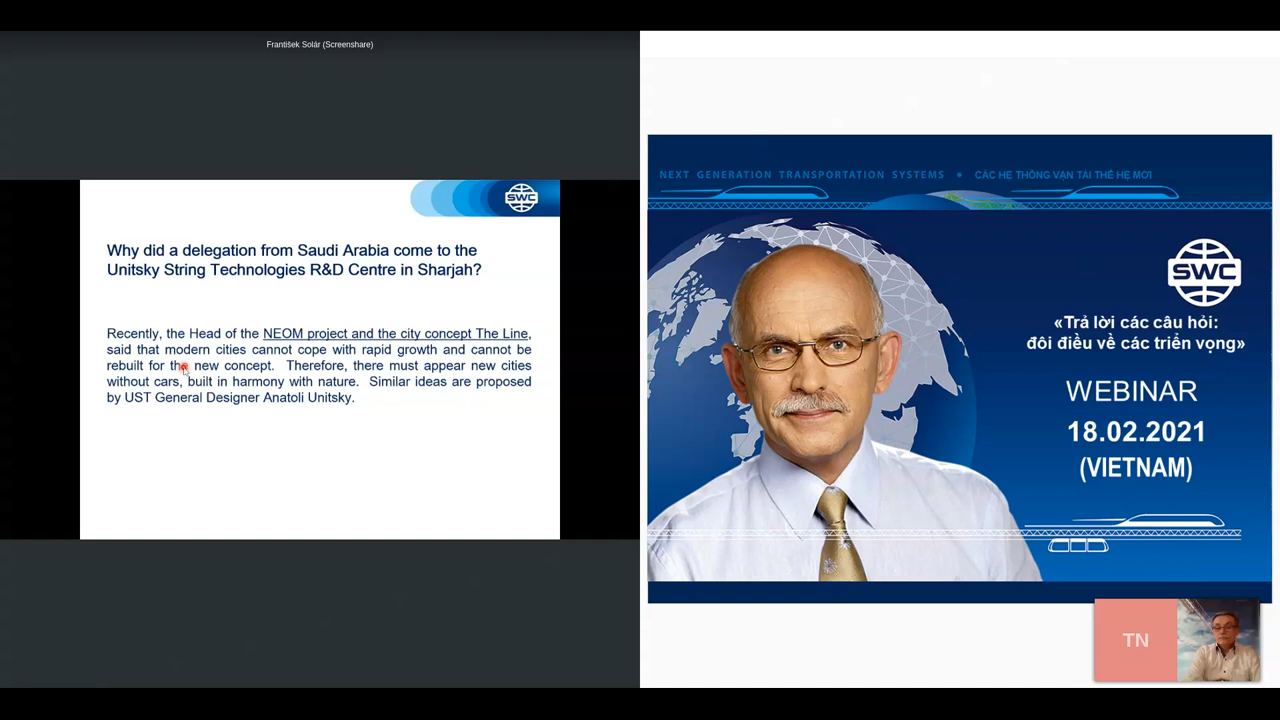 František Solár (Screenshare)
SWC
Why did a delegation from Saudi Arabia come to the
Unitsky String Technologies R&D Centre in Sharjah?
Recently, the Head of the NEOM project and the city concept The Line,
said that modern cities cannot cope with rapid growth and cannot be
rebuilt for the new concept. Therefore, there must appear new cities
without cars, built in harmony with nature. Similar ideas are proposed
by UST General Designer Anatoli Unitsky.
NEXT GENERATION TRANSPORTATION SYSTEMS • CÁC HỆ THỐNG VẬN TẢI THẾ HỆ MỚI
SWC
«Trả lời các câu hỏi:
đôi điều về các triển vọng»
WEBINAR
18.02.2021
(VIETNAM)
TN